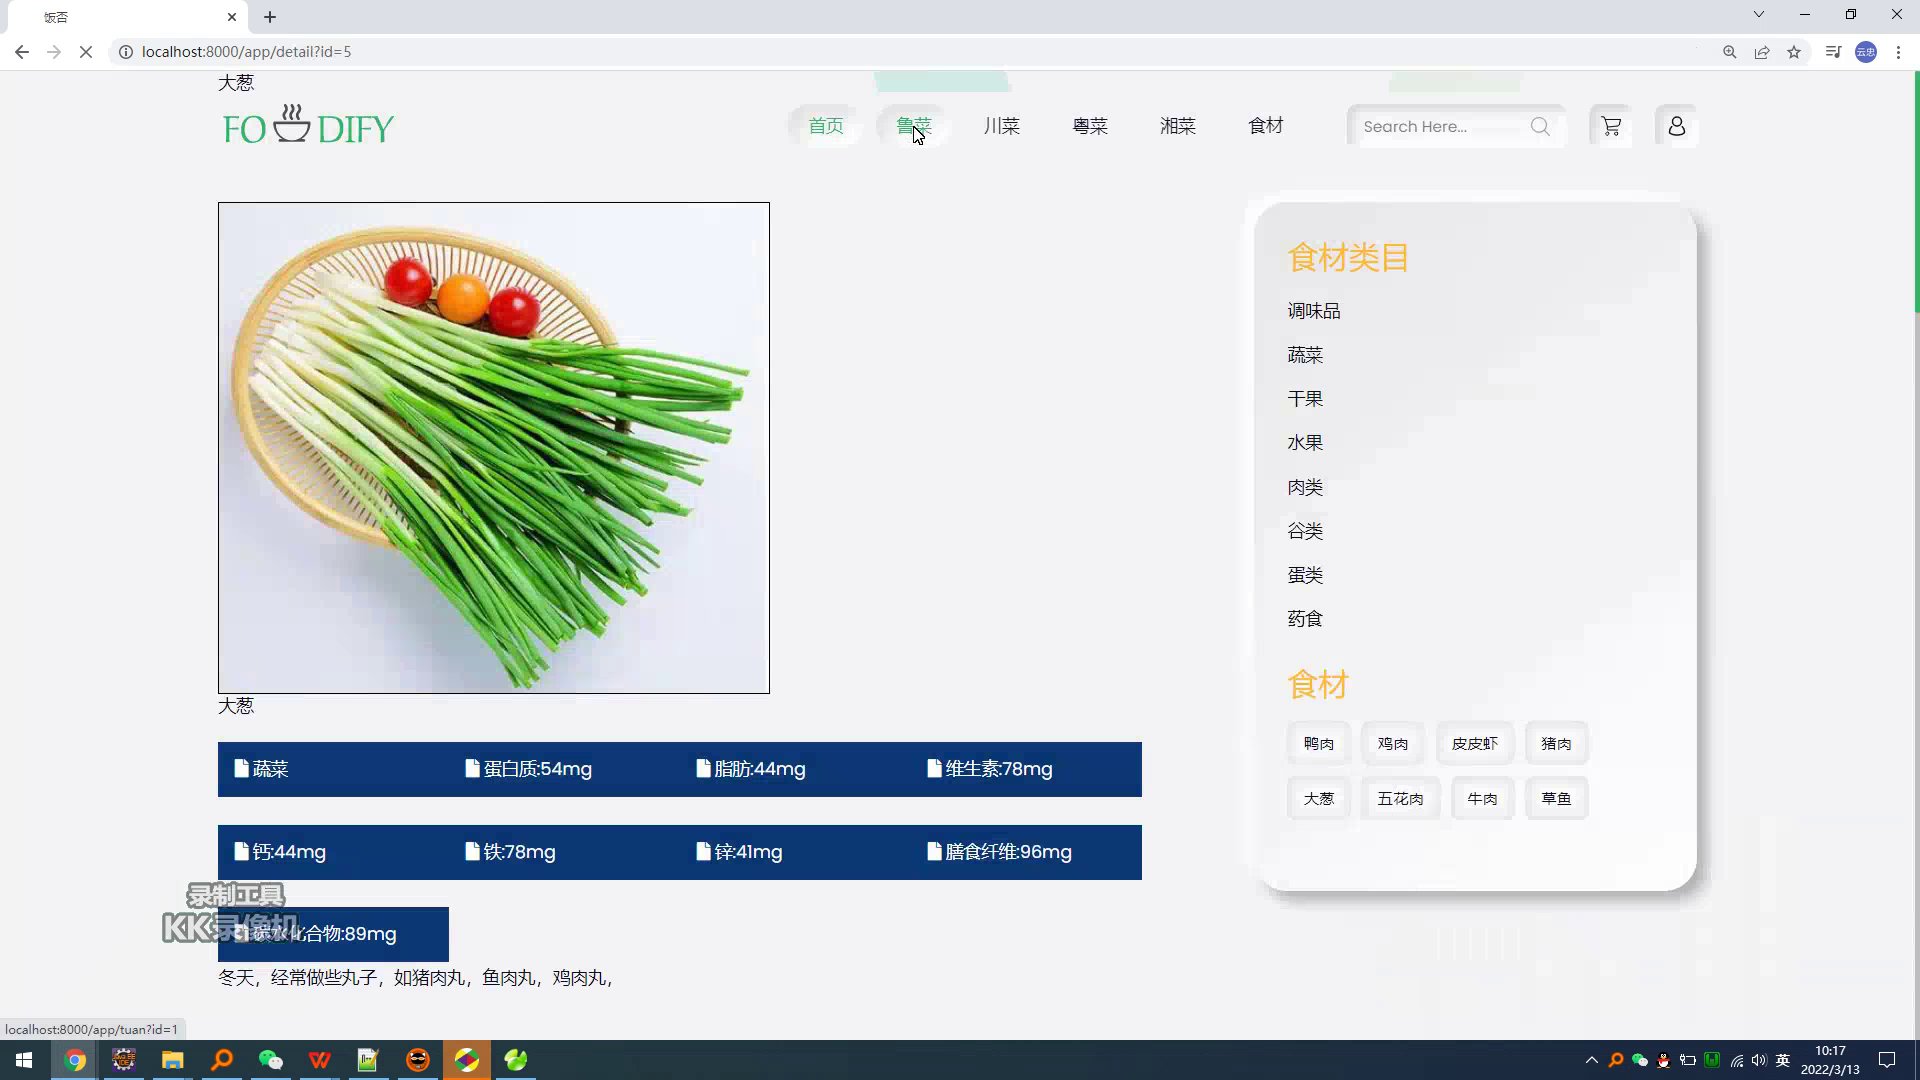 饭否
localhost:8000/app/detail?id=5
云忠
大葱
FOODIFY
首页 鲁菜 川菜 粤菜 湘菜 食材
Search Here...
食材类目
调味品
蔬菜
干果
水果
肉类
谷类
蛋类
药食
食材
鸭肉 鸡肉 皮皮虾 猪肉
大葱 五花肉 牛肉 草鱼
大葱
蔬菜 蛋白质:54mg 脂肪:44mg 维生素:78mg
钙:44mg 铁:78mg 锌:41mg 膳食纤维:96mg
碳水化合物:89mg
录制工具
KK录像机
冬天，经常做些丸子，如猪肉丸，鱼肉丸，鸡肉丸，
localhost:8000/app/tuan?id=1
英
10:17
2022/3/13